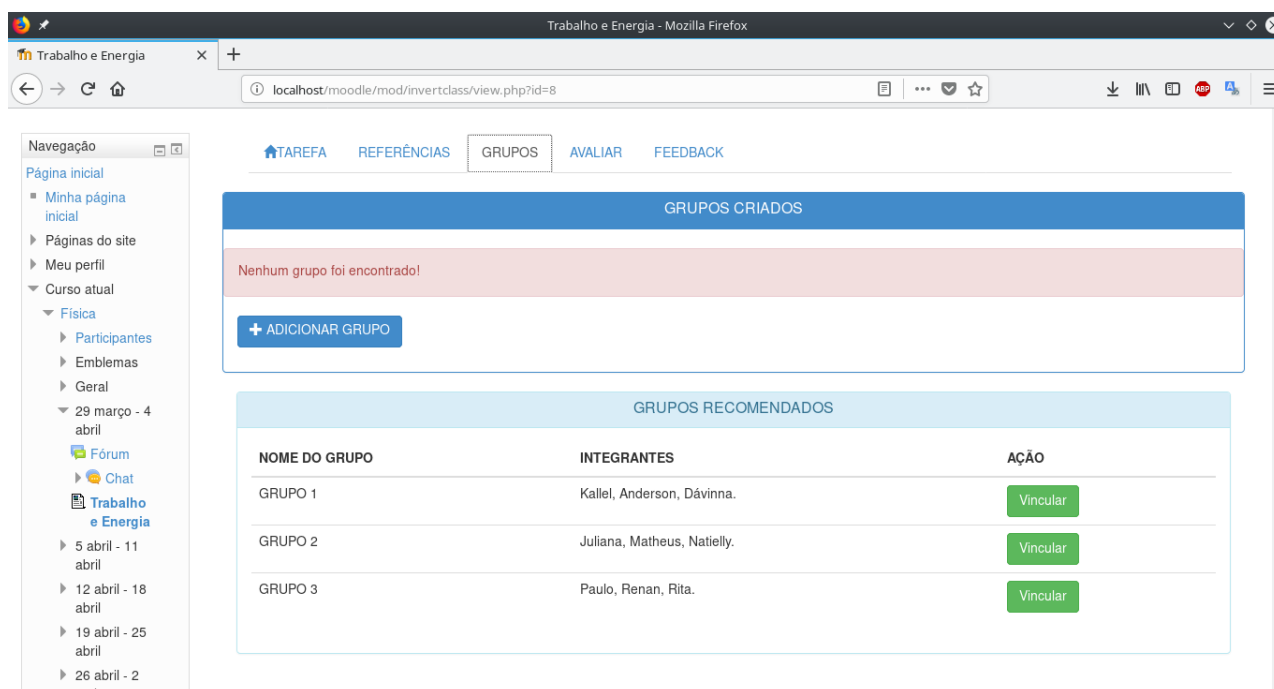 Trabalho e Energia - Mozilla Firefox
Trabalho e Energia
localhost/moodle/mod/invertclass/view.php?id=8
ABP
Navegação
Página inicial
Minha página
inicial
Páginas do site
Meu perfil
Curso atual
Física
Participantes
Emblemas
Geral
29 março - 4
abril
Fórum
Chat
Trabalho
e Energia
5 abril - 11
abril
12 abril - 18
abril
19 abril - 25
abril
26 abril - 2
TAREFA REFERÊNCIAS GRUPOS AVALIAR FEEDBACK
GRUPOS CRIADOS
Nenhum grupo foi encontrado!
ADICIONAR GRUPO
GRUPOS RECOMENDADOS
NOME DO GRUPO INTEGRANTES AÇÃO
GRUPO 1 Kallel, Anderson, Dávinna. Vincular
GRUPO 2 Juliana, Matheus, Natielly. Vincular
GRUPO 3 Paulo, Renan, Rita. Vincular